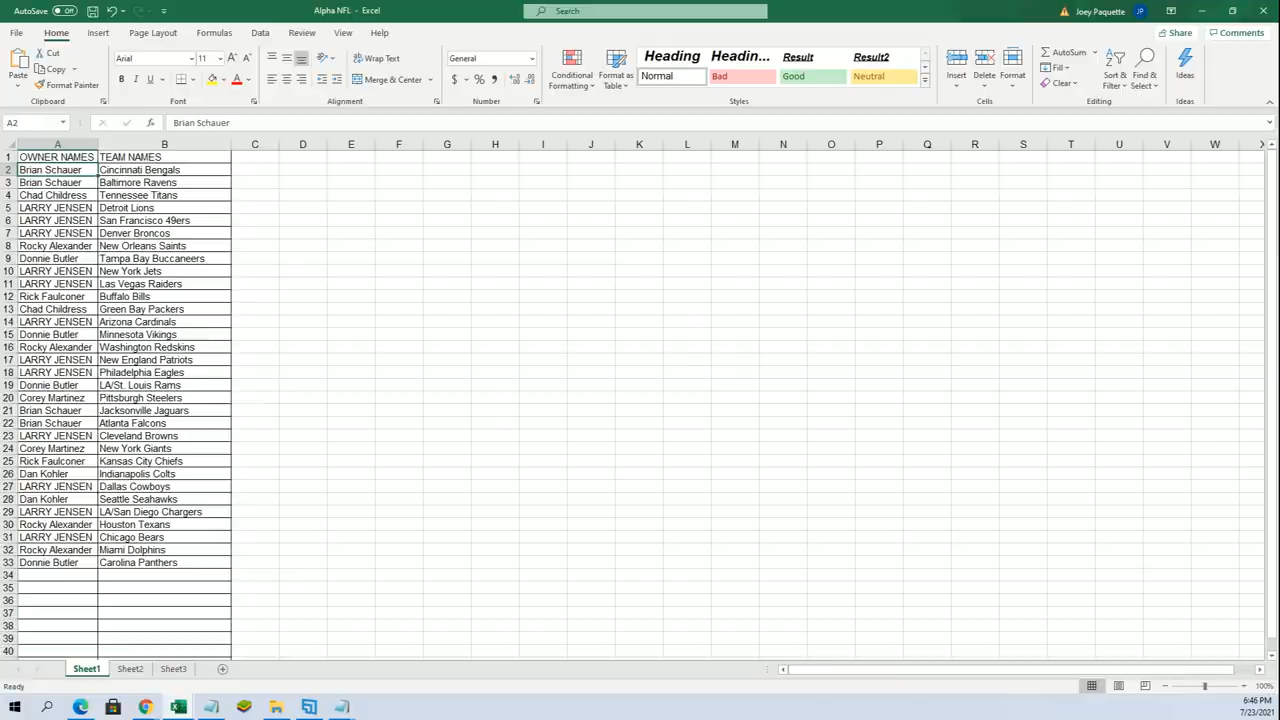 AutoSave Off Alpha NFL - Excel Search Joey Paquette JP
File Home Insert Page Layout Formulas Data Review View Help Share Comments
Paste Cut Copy Format Painter Clipboard
Arial 11 B I U Font
Wrap Text Merge & Center Alignment
General $ % Number
Conditional Formatting Format as Table
Heading Headin... Result Result2
Normal Bad Good Neutral Styles
Insert Delete Format Cells
AutoSum Fill Clear Sort & Filter Find & Select Editing
Ideas Ideas
A2 fx Brian Schauer
A B C D E F G H I J K L M N O P Q R S T U V W X
1 OWNER NAMES TEAM NAMES
2 Brian Schauer Cincinnati Bengals
3 Brian Schauer Baltimore Ravens
4 Chad Childress Tennessee Titans
5 LARRY JENSEN Detroit Lions
6 LARRY JENSEN San Francisco 49ers
7 LARRY JENSEN Denver Broncos
8 Rocky Alexander New Orleans Saints
9 Donnie Butler Tampa Bay Buccaneers
10 LARRY JENSEN New York Jets
11 LARRY JENSEN Las Vegas Raiders
12 Rick Faulconer Buffalo Bills
13 Chad Childress Green Bay Packers
14 LARRY JENSEN Arizona Cardinals
15 Donnie Butler Minnesota Vikings
16 Rocky Alexander Washington Redskins
17 LARRY JENSEN New England Patriots
18 LARRY JENSEN Philadelphia Eagles
19 Donnie Butler LA/St. Louis Rams
20 Corey Martinez Pittsburgh Steelers
21 Brian Schauer Jacksonville Jaguars
22 Brian Schauer Atlanta Falcons
23 LARRY JENSEN Cleveland Browns
24 Corey Martinez New York Giants
25 Rick Faulconer Kansas City Chiefs
26 Dan Kohler Indianapolis Colts
27 LARRY JENSEN Dallas Cowboys
28 Dan Kohler Seattle Seahawks
29 LARRY JENSEN LA/San Diego Chargers
30 Rocky Alexander Houston Texans
31 LARRY JENSEN Chicago Bears
32 Rocky Alexander Miami Dolphins
33 Donnie Butler Carolina Panthers
34
35
36
37
38
39
40
Sheet1 Sheet2 Sheet3
Ready 100%
6:46 PM
7/23/2021